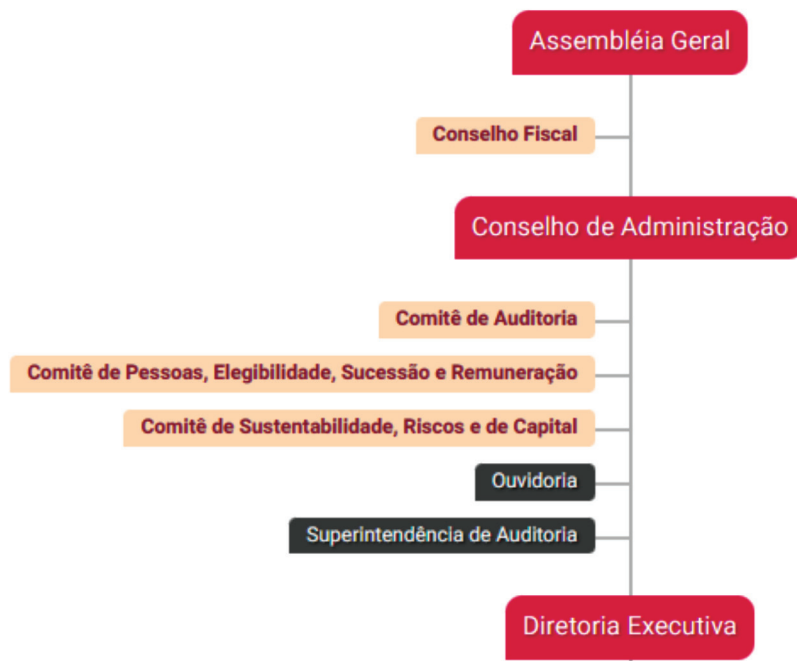 Assembléia Geral
Conselho Fiscal
Conselho de Administração
Comitê de Auditoria
Comitê de Pessoas, Elegibilidade, Sucessão e Remuneração
Comitê de Sustentabilidade, Riscos e de Capital
Ouvidoria
Superintendência de Auditoria
Diretoria Executiva